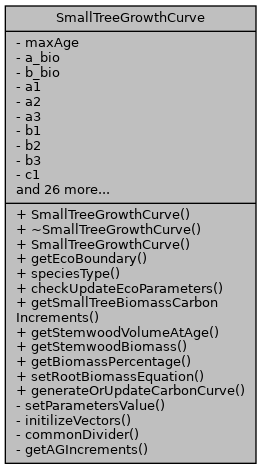 SmallTreeGrowthCurve
- maxAge
- a_bio
- b_bio
- a1
- a2
- a3
- b1
- b2
- b3
- c1
and 26 more...
+ SmallTreeGrowthCurve()
+ ~SmallTreeGrowthCurve()
+ SmallTreeGrowthCurve()
+ getEcoBoundary()
+ speciesType()
+ checkUpdateEcoParameters()
+ getSmallTreeBiomassCarbon
Increments()
+ getStemwoodVolumeAtAge()
+ getStemwoodBiomass()
+ getBiomassPercentage()
+ setRootBiomassEquation()
+ generateOrUpdateCarbonCurve()
- setParametersValue()
- initilizeVectors()
- commonDivider()
- getAGIncrements()